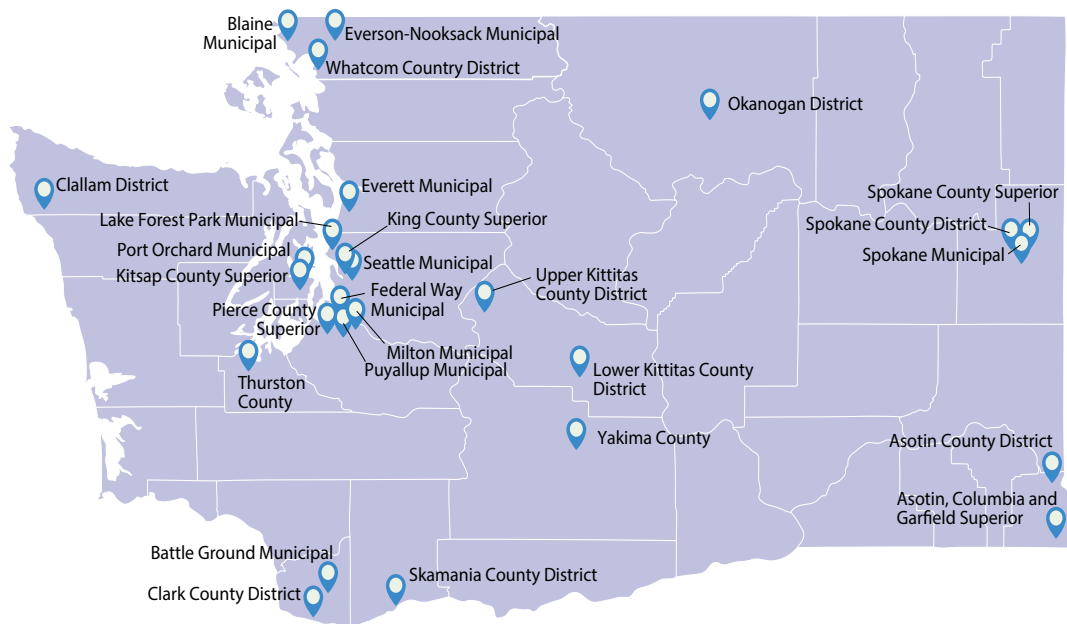 Blaine
Municipal
Everson-Nooksack Municipal
Whatcom Country District
Okanogan District
Clallam District
Everett Municipal
Spokane County Superior
Lake Forest Park Municipal
King County Superior
Spokane County District
Port Orchard Municipal
Spokane Municipal
Seattle Municipal
Kitsap County Superior
Upper Kittitas
County District
Federal Way
Municipal
Pierce County
Superior
Milton Municipal
Puyallup Municipal
Lower Kittitas County
District
Thurston
County
Yakima County
Asotin County District
Asotin, Columbia and
Garfield Superior
Battle Ground Municipal
Skamania County District
Clark County District